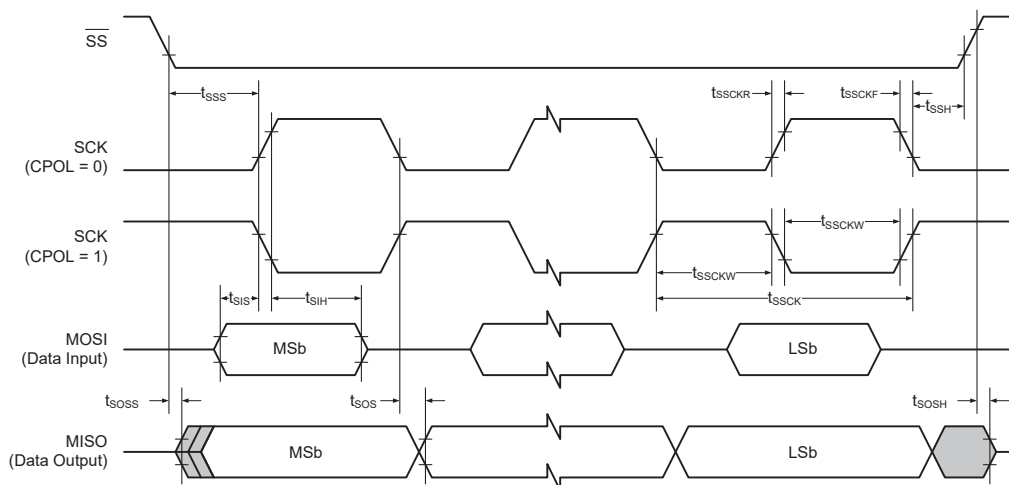 SS
tSSS
tSSCKR
tSSCKF
tSSH
SCK
(CPOL = 0)
SCK
(CPOL = 1)
tSSCKW
tSSCKW
tSIS
tSIH
tSSCK
MOSI
(Data Input)
MSb
LSb
tSOSS
tSOS
tSOSH
MISO
(Data Output)
MSb
LSb